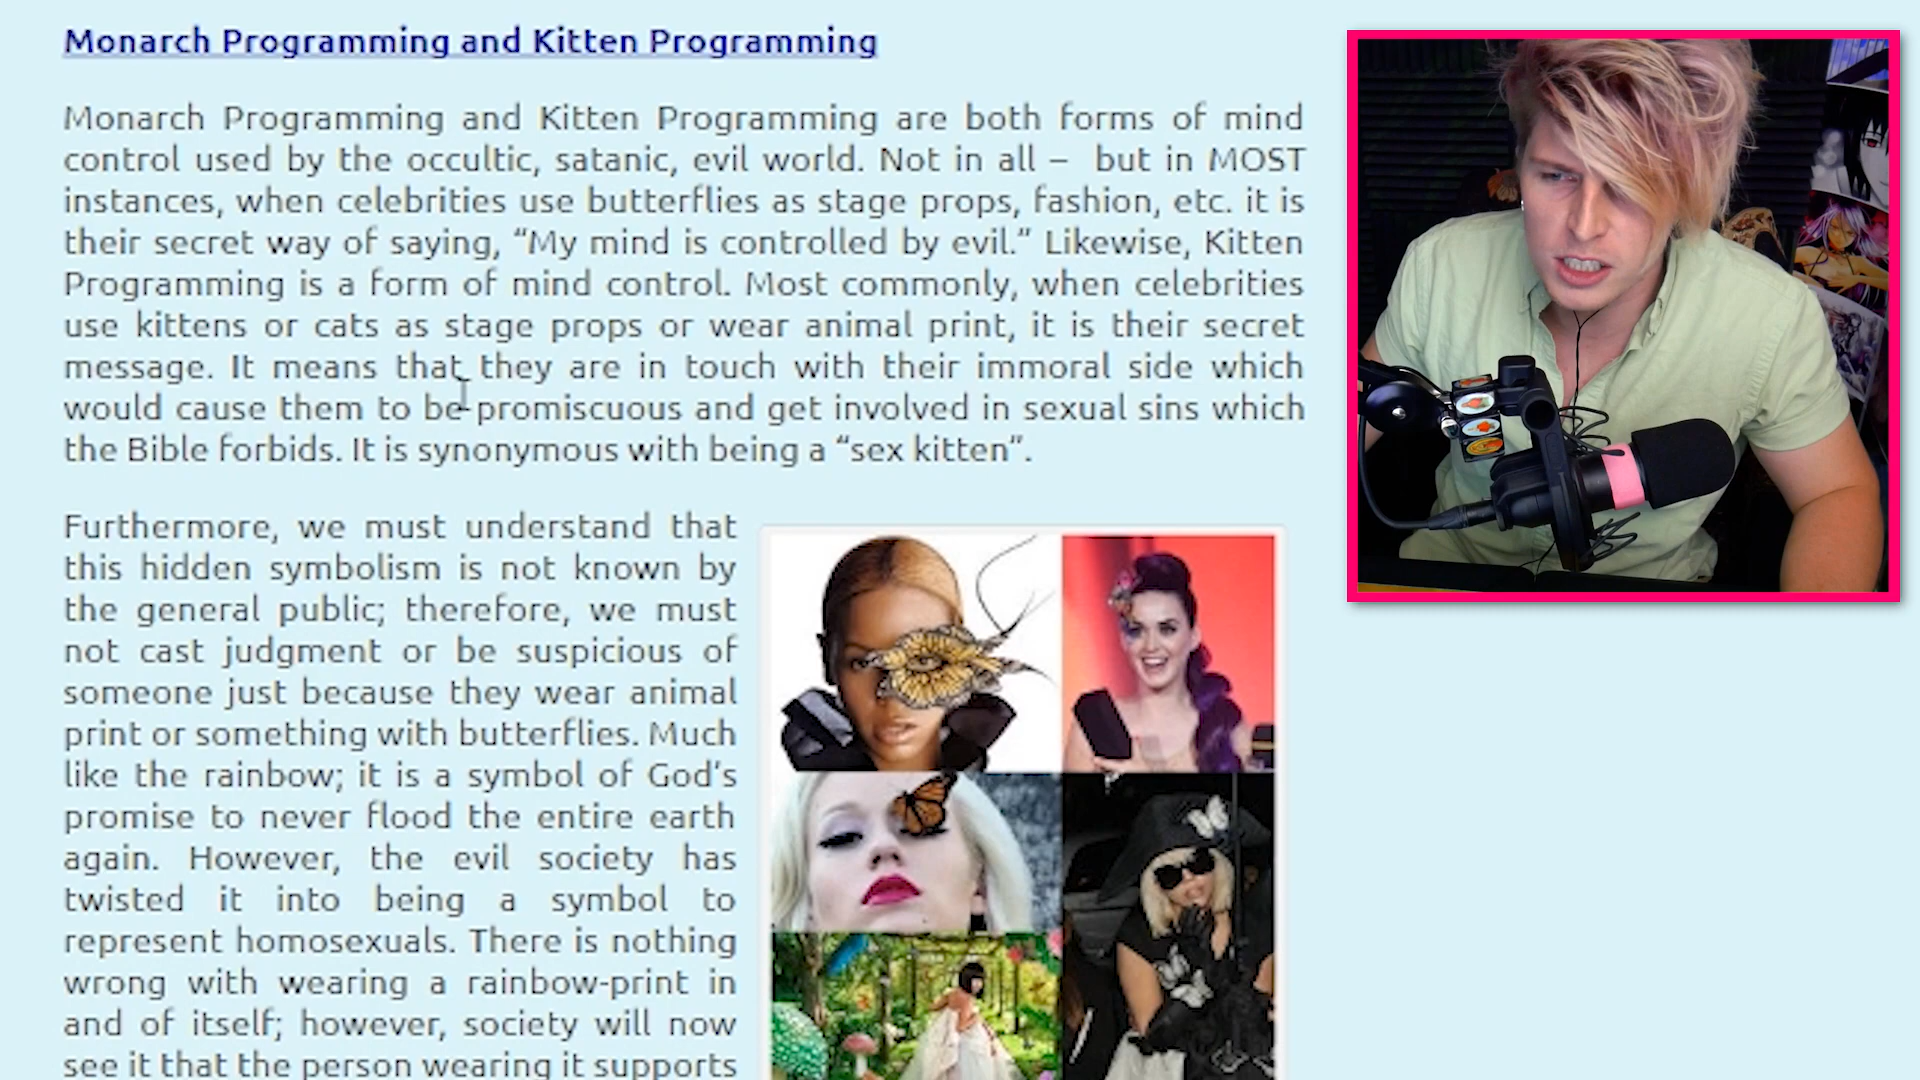 Monarch Programming and Kitten Programming
Monarch Programming and Kitten Programming are both forms of mind
control used by the occultic, satanic, evil world. Not in all – but in MOST
instances, when celebrities use butterflies as stage props, fashion, etc. it is
their secret way of saying, “My mind is controlled by evil.” Likewise, Kitten
Programming is a form of mind control. Most commonly, when celebrities
use kittens or cats as stage props or wear animal print, it is their secret
message. It means that they are in touch with their immoral side which
would cause them to be promiscuous and get involved in sexual sins which
the Bible forbids. It is synonymous with being a “sex kitten”.
Furthermore, we must understand that
this hidden symbolism is not known by
the general public; therefore, we must
not cast judgment or be suspicious of
someone just because they wear animal
print or something with butterflies. Much
like the rainbow; it is a symbol of God’s
promise to never flood the entire earth
again. However, the evil society has
twisted it into being a symbol to
represent homosexuals. There is nothing
wrong with wearing a rainbow-print in
and of itself; however, society will now
see it that the person wearing it supports